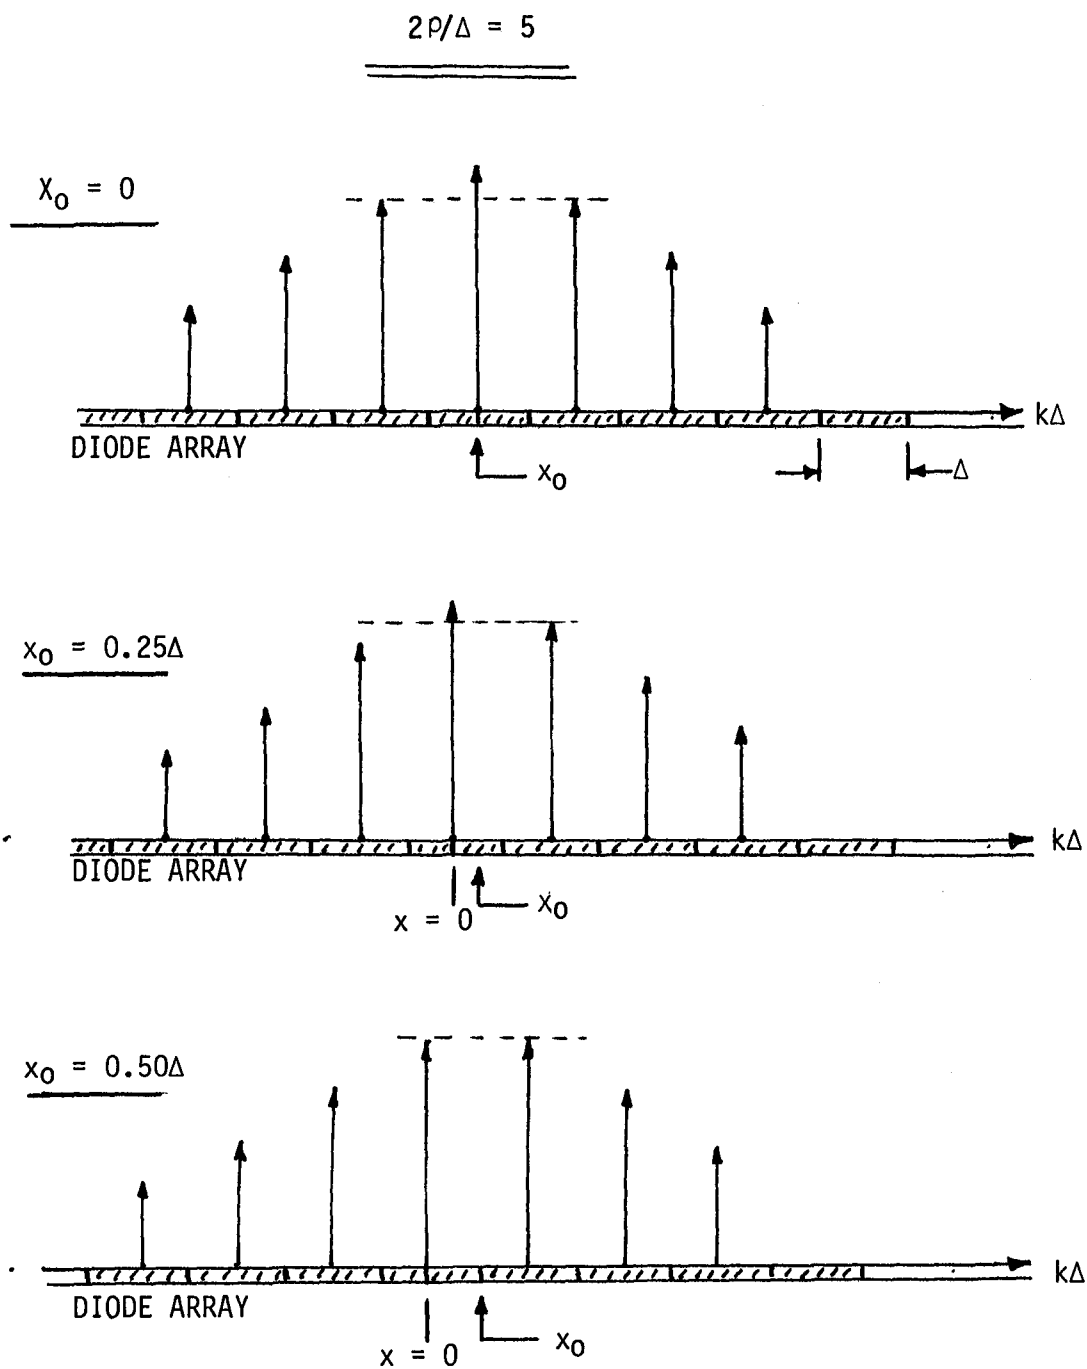 2ρ/Δ = 5
X₀ = 0
kΔ
DIODE ARRAY
x₀
Δ
x₀ = 0.25Δ
kΔ
DIODE ARRAY
x = 0
x₀
x₀ = 0.50Δ
kΔ
DIODE ARRAY
x = 0
x₀